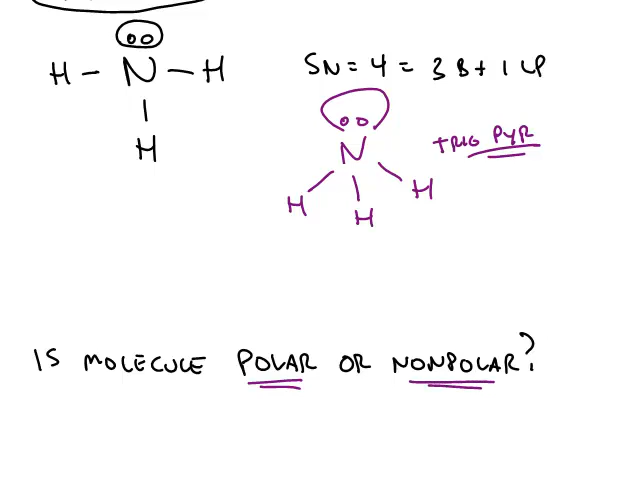 H – N – H
|
H
SN = 4 = 3 B + 1 LP
N
H H H
TRIG PYR
IS MOLECULE POLAR OR NONPOLAR?